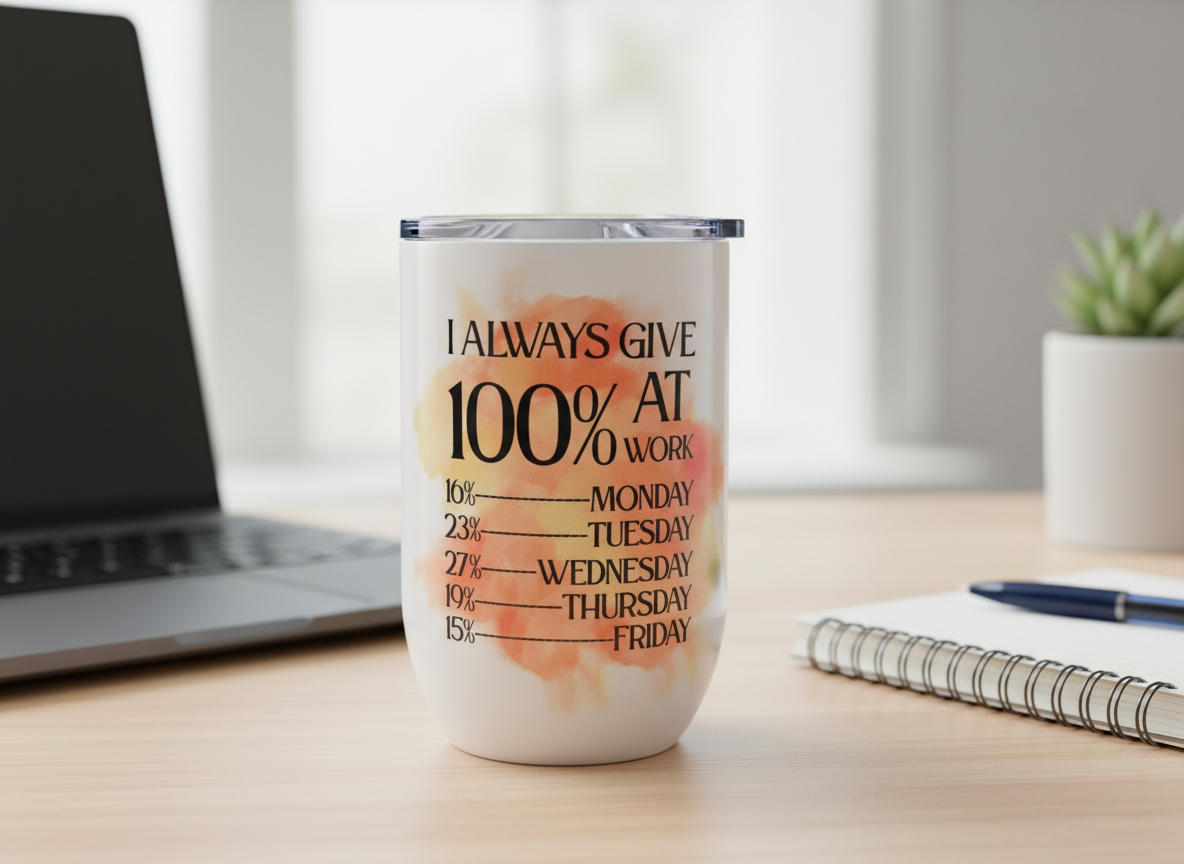 I ALWAYS GIVE
100% AT
WORK
16% MONDAY
23% TUESDAY
27% WEDNESDAY
19% THURSDAY
15% FRIDAY